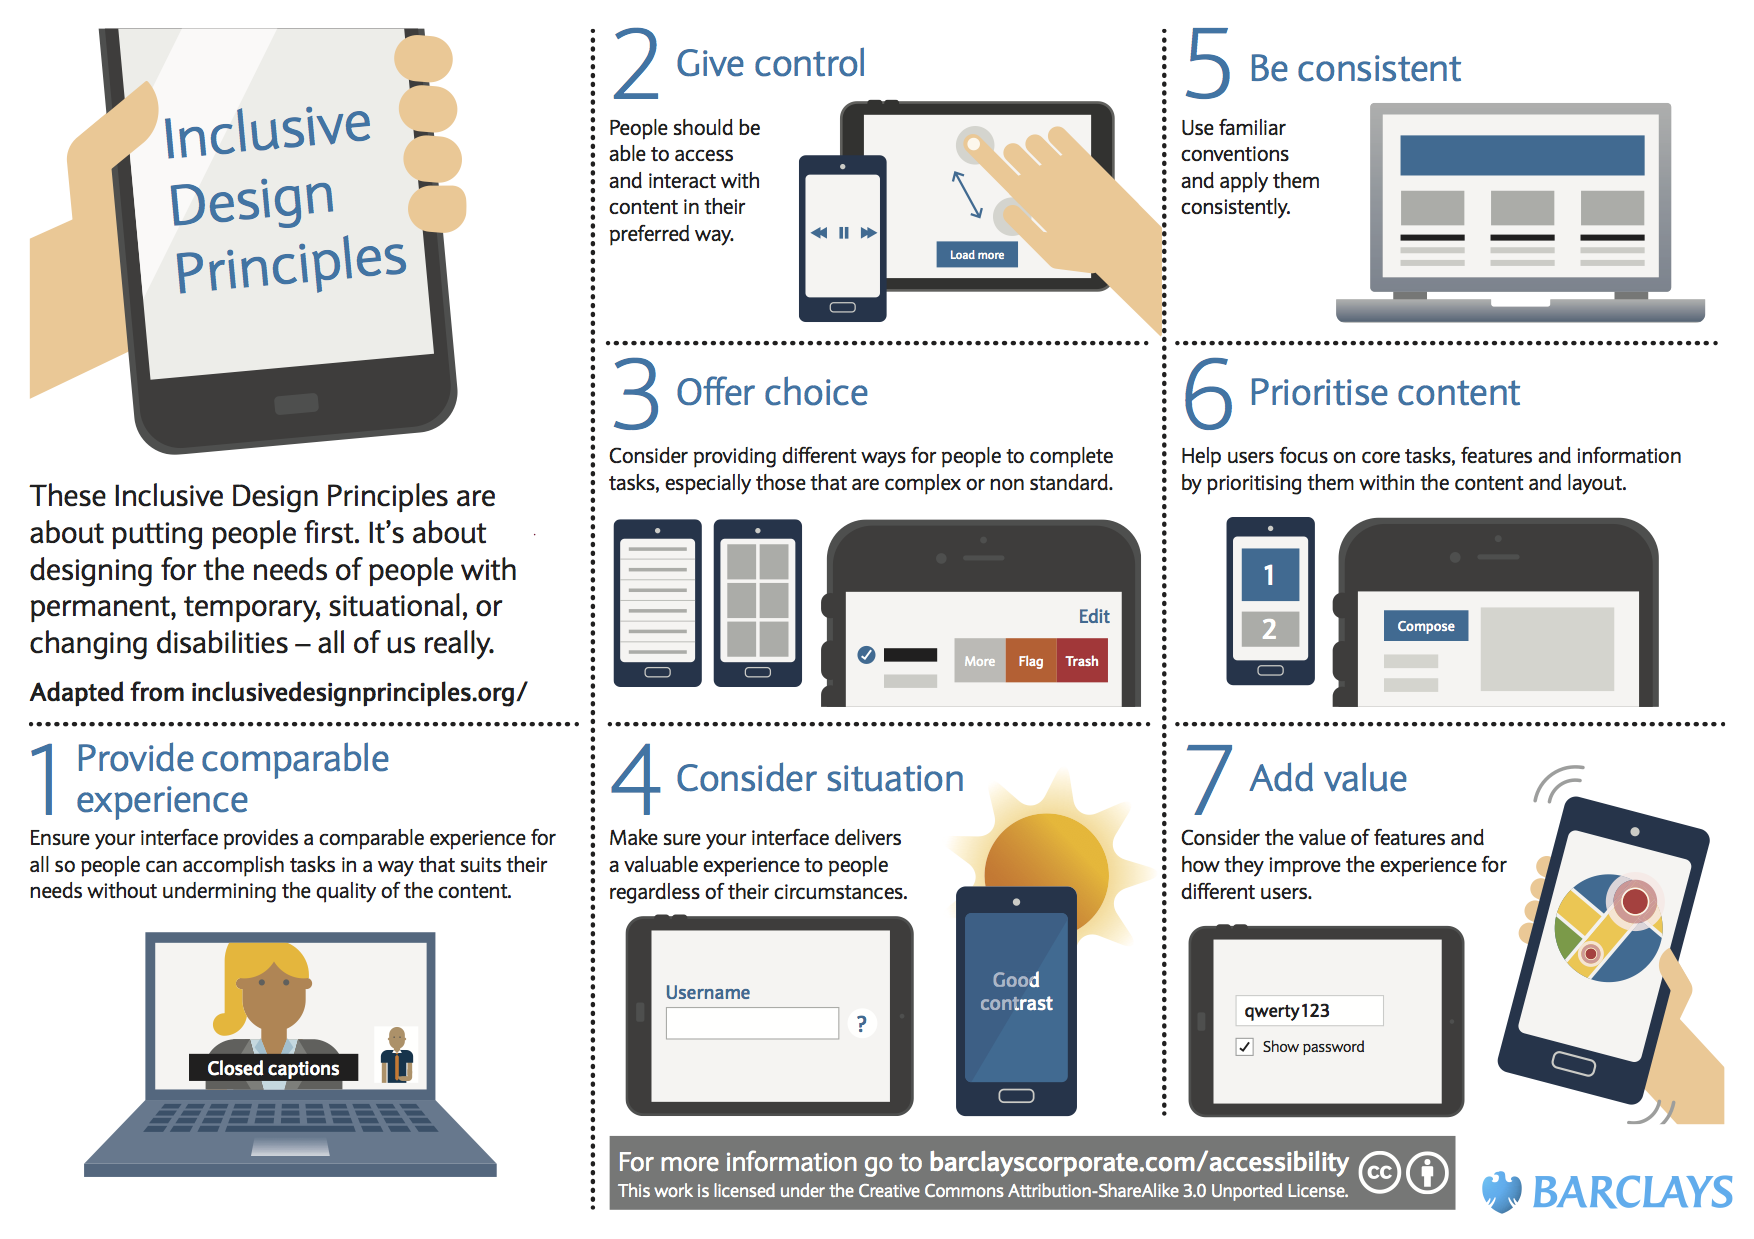 Inclusive
Design
Principles
These Inclusive Design Principles are
about putting people first. It's about
designing for the needs of people with
permanent, temporary, situational, or
changing disabilities – all of us really.
Adapted from inclusivedesignprinciples.org/
1 Provide comparable
experience
Ensure your interface provides a comparable experience for
all so people can accomplish tasks in a way that suits their
needs without undermining the quality of the content.
Closed captions
2 Give control
People should be
able to access
and interact with
content in their
preferred way.
Load more
3 Offer choice
Consider providing different ways for people to complete
tasks, especially those that are complex or non standard.
Edit
More Flag Trash
4 Consider situation
Make sure your interface delivers
a valuable experience to people
regardless of their circumstances.
Username
?
Good
contrast
5 Be consistent
Use familiar
conventions
and apply them
consistently.
6 Prioritise content
Help users focus on core tasks, features and information
by prioritising them within the content and layout.
1
2
Compose
7 Add value
Consider the value of features and
how they improve the experience for
different users.
qwerty123
Show password
For more information go to barclayscorporate.com/accessibility
This work is licensed under the Creative Commons Attribution-ShareAlike 3.0 Unported License.
cc
BARCLAYS